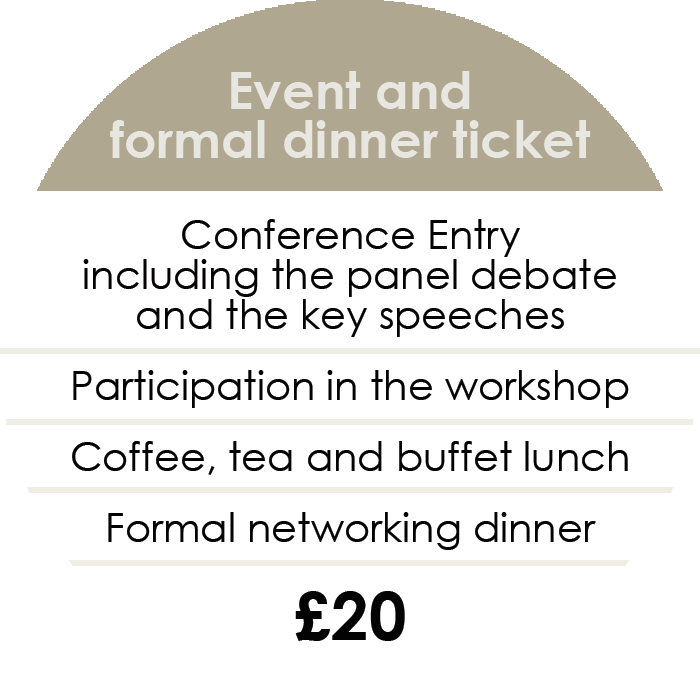 Event and
formal dinner ticket
Conference Entry
including the panel debate
and the key speeches
Participation in the workshop
Coffee, tea and buffet lunch
Formal networking dinner
£20